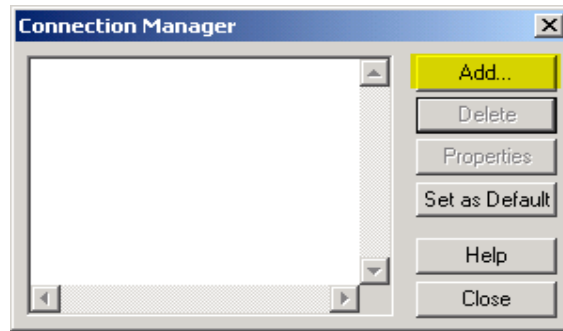 Connection Manager
Add...
Delete
Properties
Set as Default
Help
Close